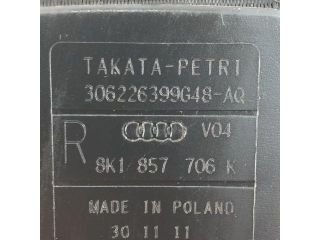 TAKATA-PETRI
306226399G48-AQ
R
V04
8K1 857 706 K
MADE IN POLAND
30 11 11